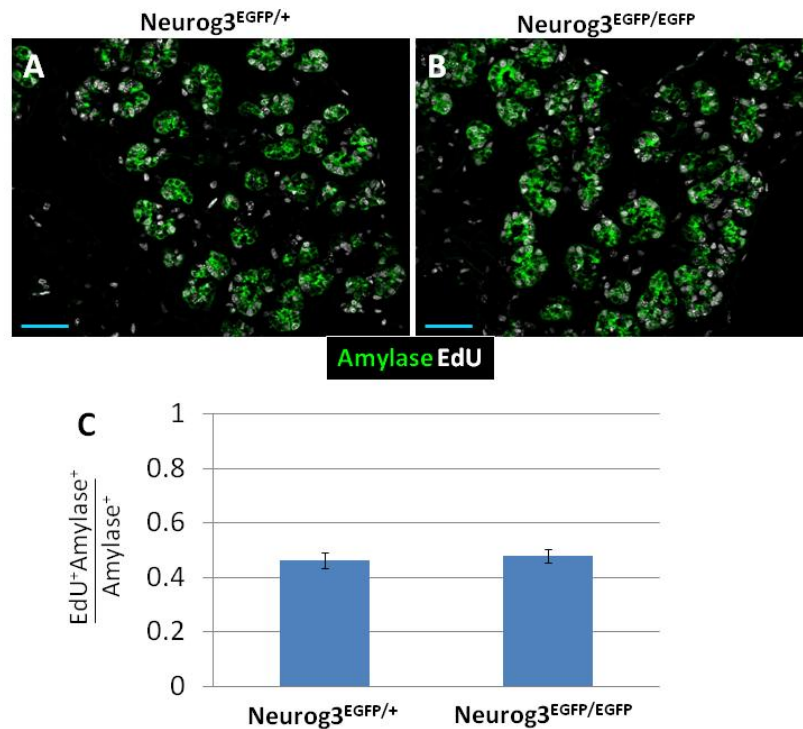 Neurog3EGFP/+
Neurog3EGFP/EGFP
A
B
Amylase EdU
C
EdU+Amylase+
Amylase+
1
0.8
0.6
0.4
0.2
0
Neurog3EGFP/+
Neurog3EGFP/EGFP